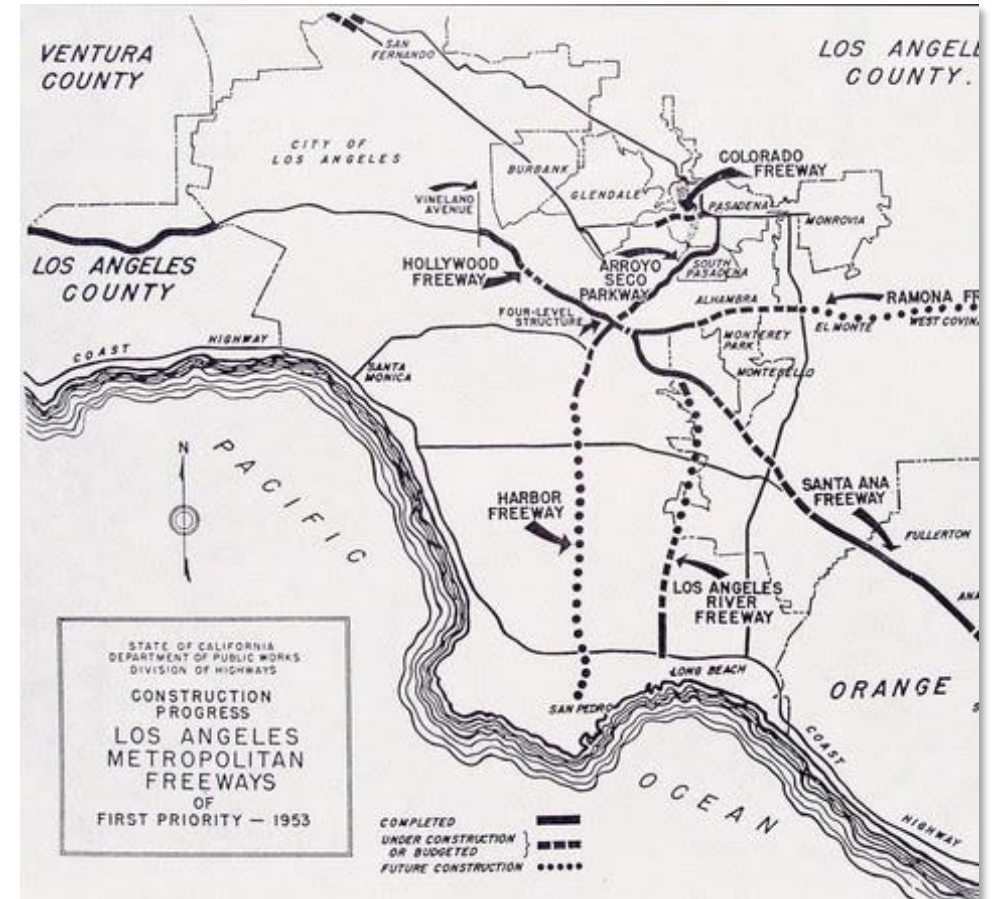 VENTURA
COUNTY
LOS ANGEL
COUNTY.
SAN
FERNANDO
CITY OF
LOS ANGELES
BURBANK
GLENDALE
COLORADO
FREEWAY
PASADENA
MONROVIA
VINELAND
AVENUE
LOS ANGELES
COUNTY
HOLLYWOOD
FREEWAY
ARROYO
SECO
PARKWAY
SOUTH
PASADENA
ALHAMBRA
RAMONA FR
FOUR-LEVEL
STRUCTURE
EL MONTE
WEST COVINA
MONTEREY
PARK
MONTEBELLO
COAST HIGHWAY
SANTA
MONICA
N
PACIFIC
HARBOR
FREEWAY
SANTA ANA
FREEWAY
FULLERTON
LOS ANGELES
RIVER
FREEWAY
ANA
LONG BEACH
SAN PEDRO
ORANGE
S
COAST
HIGHWAY
OCEAN
STATE OF CALIFORNIA
DEPARTMENT OF PUBLIC WORKS
DIVISION OF HIGHWAYS
CONSTRUCTION
PROGRESS
LOS ANGELES
METROPOLITAN
FREEWAYS
OF
FIRST PRIORITY — 1953
COMPLETED
UNDER CONSTRUCTION
OR BUDGETED
FUTURE CONSTRUCTION